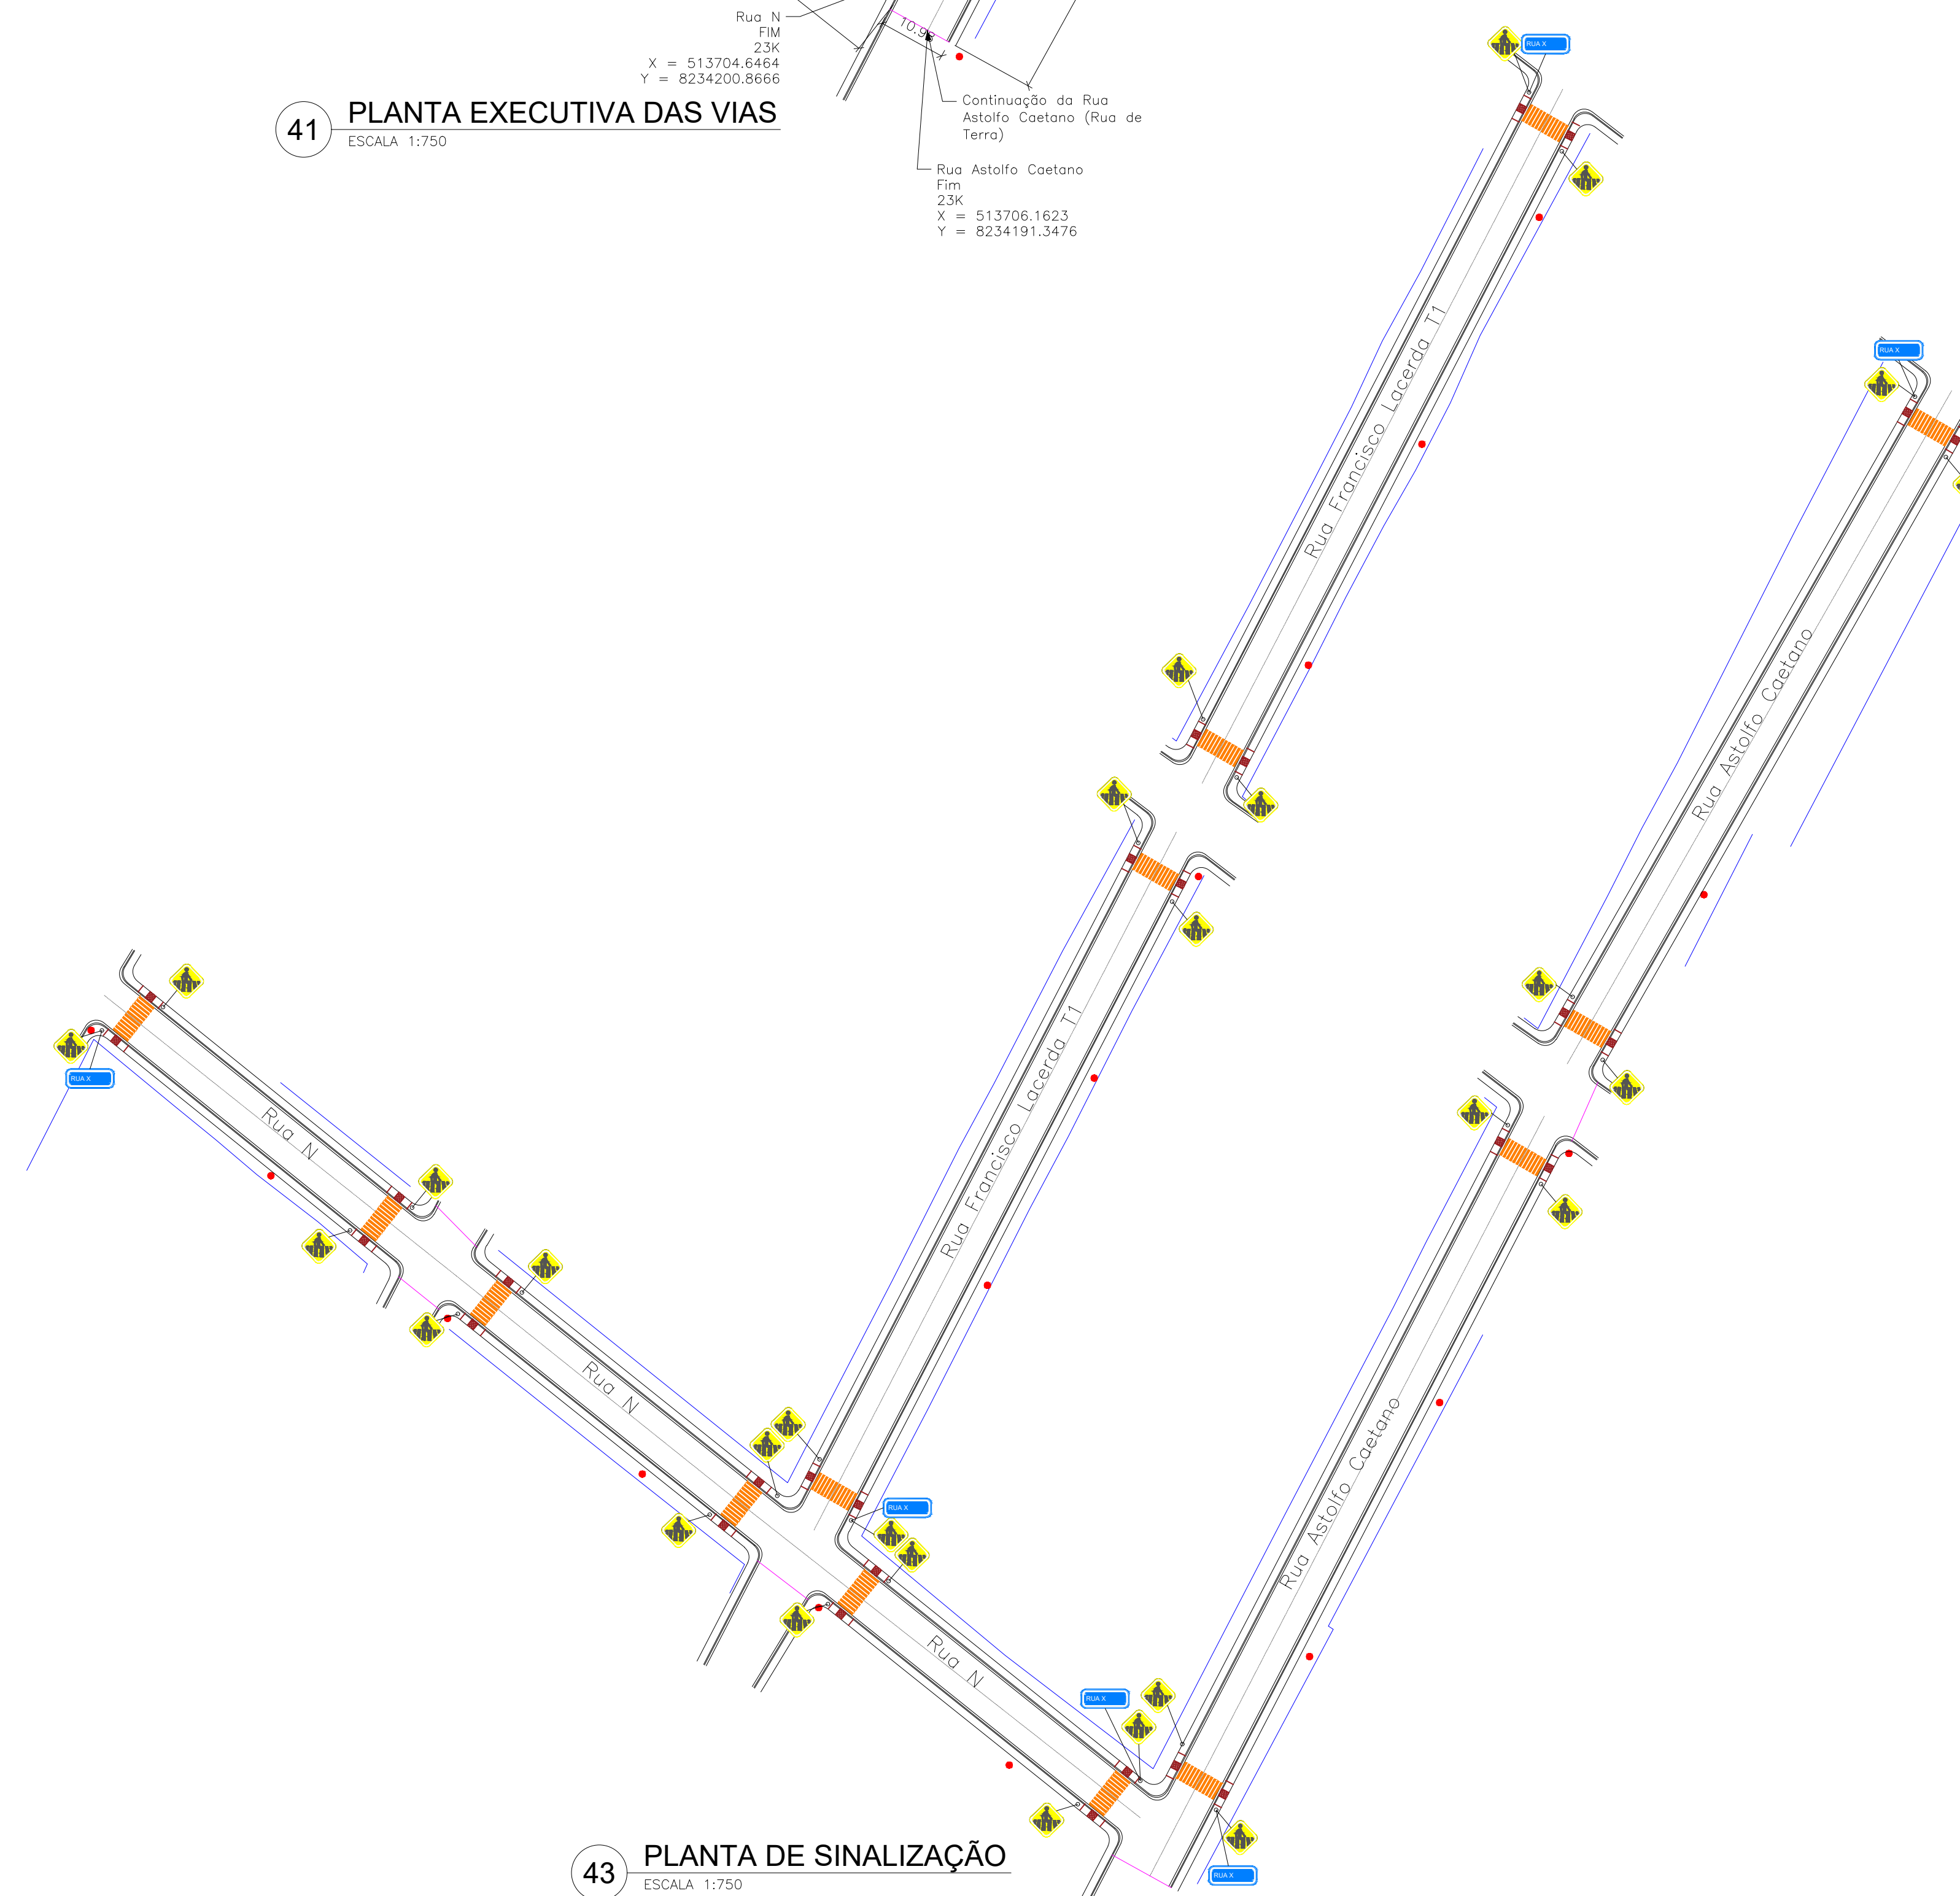 Rua N
FIM
23K
X = 513704.6464
Y = 8234200.8666
10.98
41
PLANTA EXECUTIVA DAS VIAS
ESCALA 1:750
Continuação da Rua
Astolfo Caetano (Rua de
Terra)
Rua Astolfo Caetano
Fim
23K
X = 513706.1623
Y = 8234191.3476
RUA X
Rua Francisco Lacerda T1
RUA X
Rua Astolfo Caetano
RUA X
Rua N
Rua Francisco Lacerda T1
Rua N
RUA X
Rua Astolfo Caetano
Rua N
RUA X
RUA X
43
PLANTA DE SINALIZAÇÃO
ESCALA 1:750